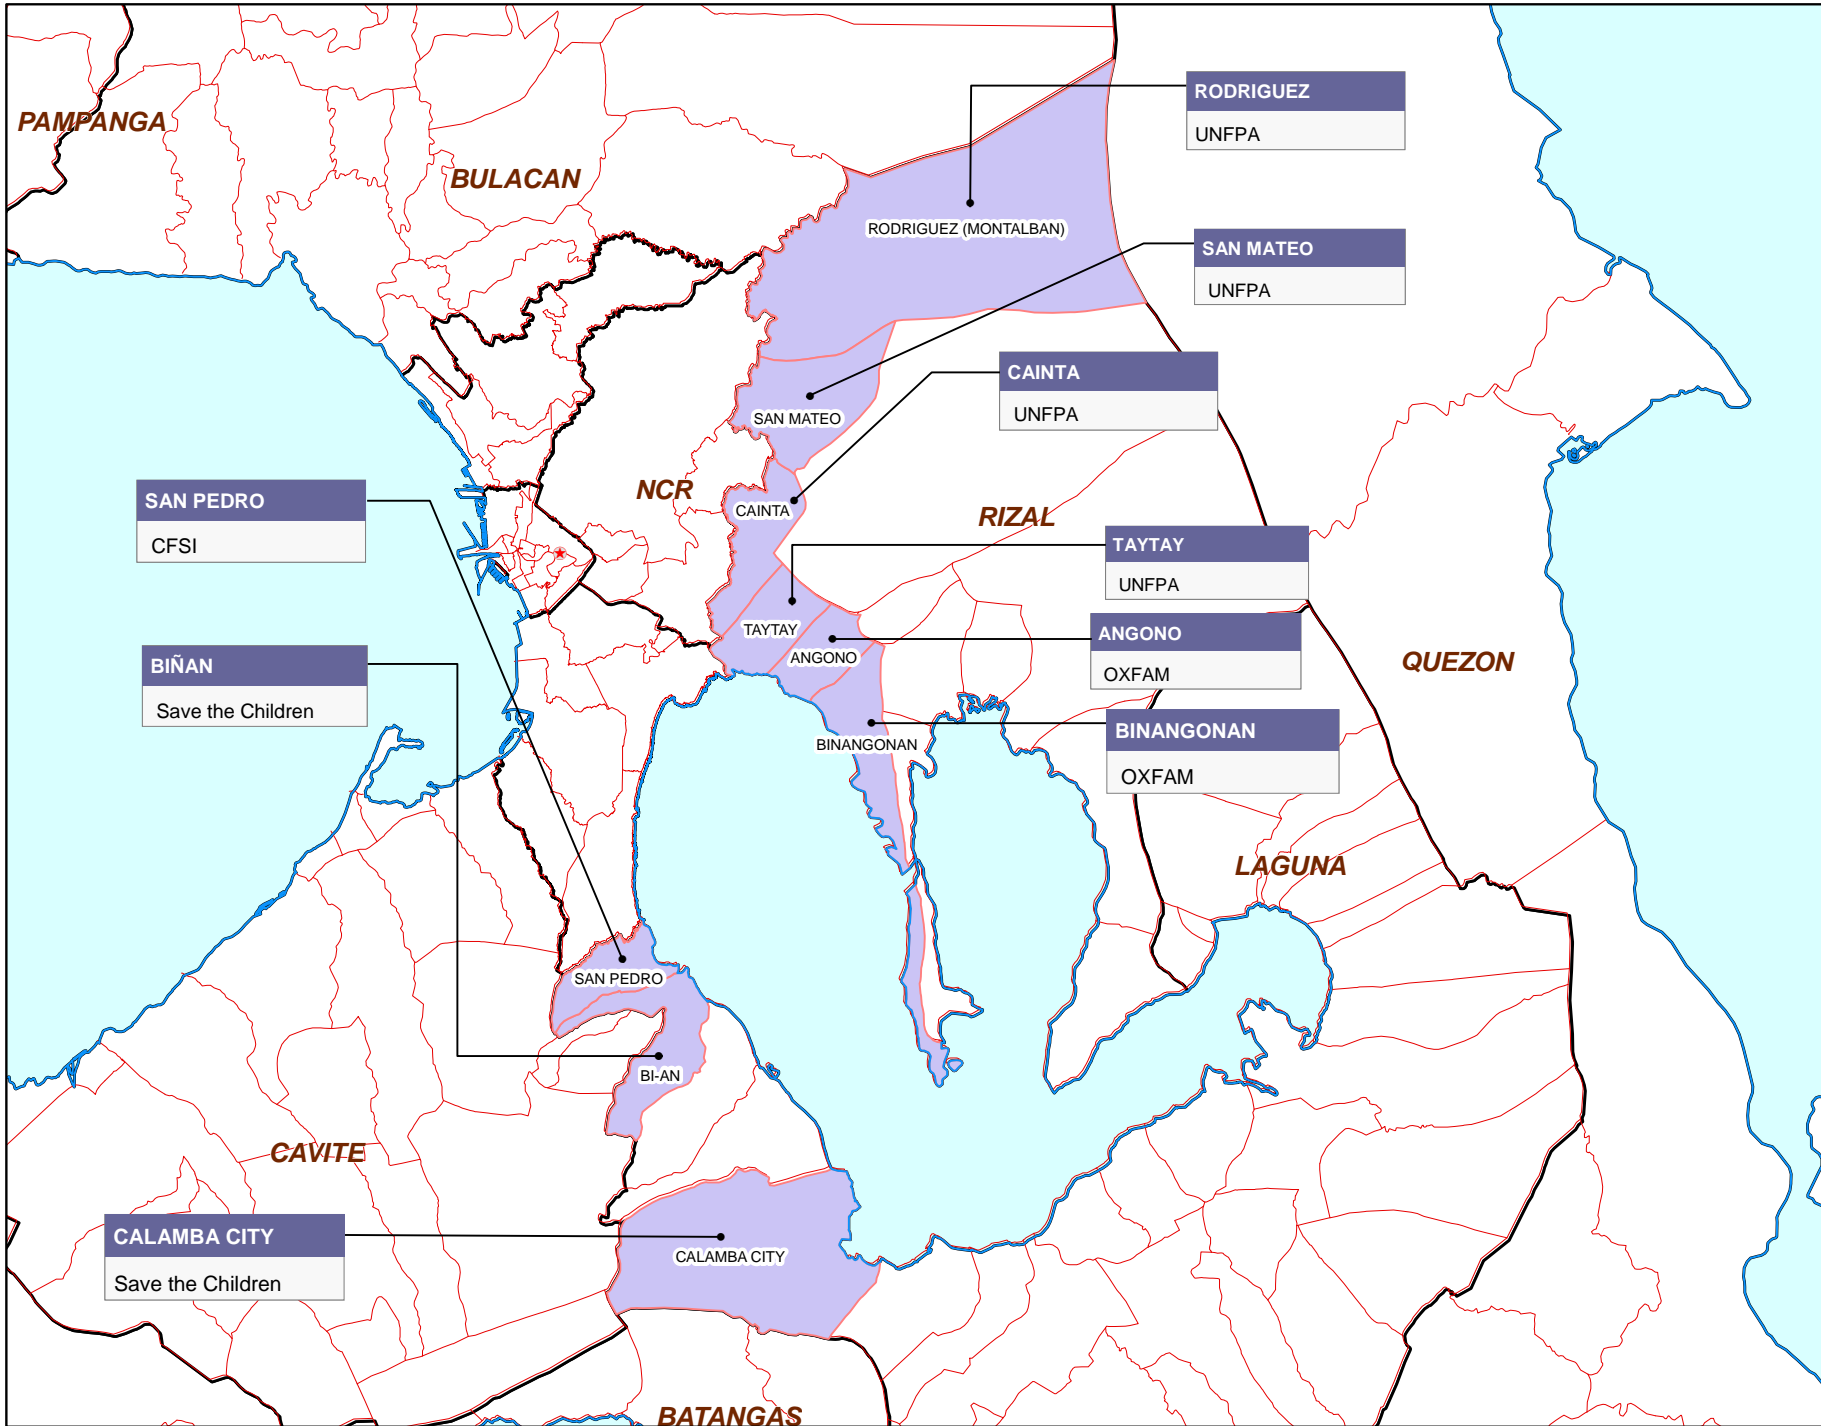 RODRIGUEZ
UNFPA
PAMPANGA
BULACAN
RODRIGUEZ (MONTALBAN)
SAN MATEO
UNFPA
CAINTA
UNFPA
SAN MATEO
NCR
SAN PEDRO
CFSI
CAINTA
RIZAL
TAYTAY
UNFPA
TAYTAY
ANGONO
OXFAM
ANGONO
QUEZON
BIÑAN
Save the Children
BINANGONAN
OXFAM
BINANGONAN
LAGUNA
SAN PEDRO
BI-AN
CAVITE
CALAMBA CITY
Save the Children
CALAMBA CITY
BATANGAS